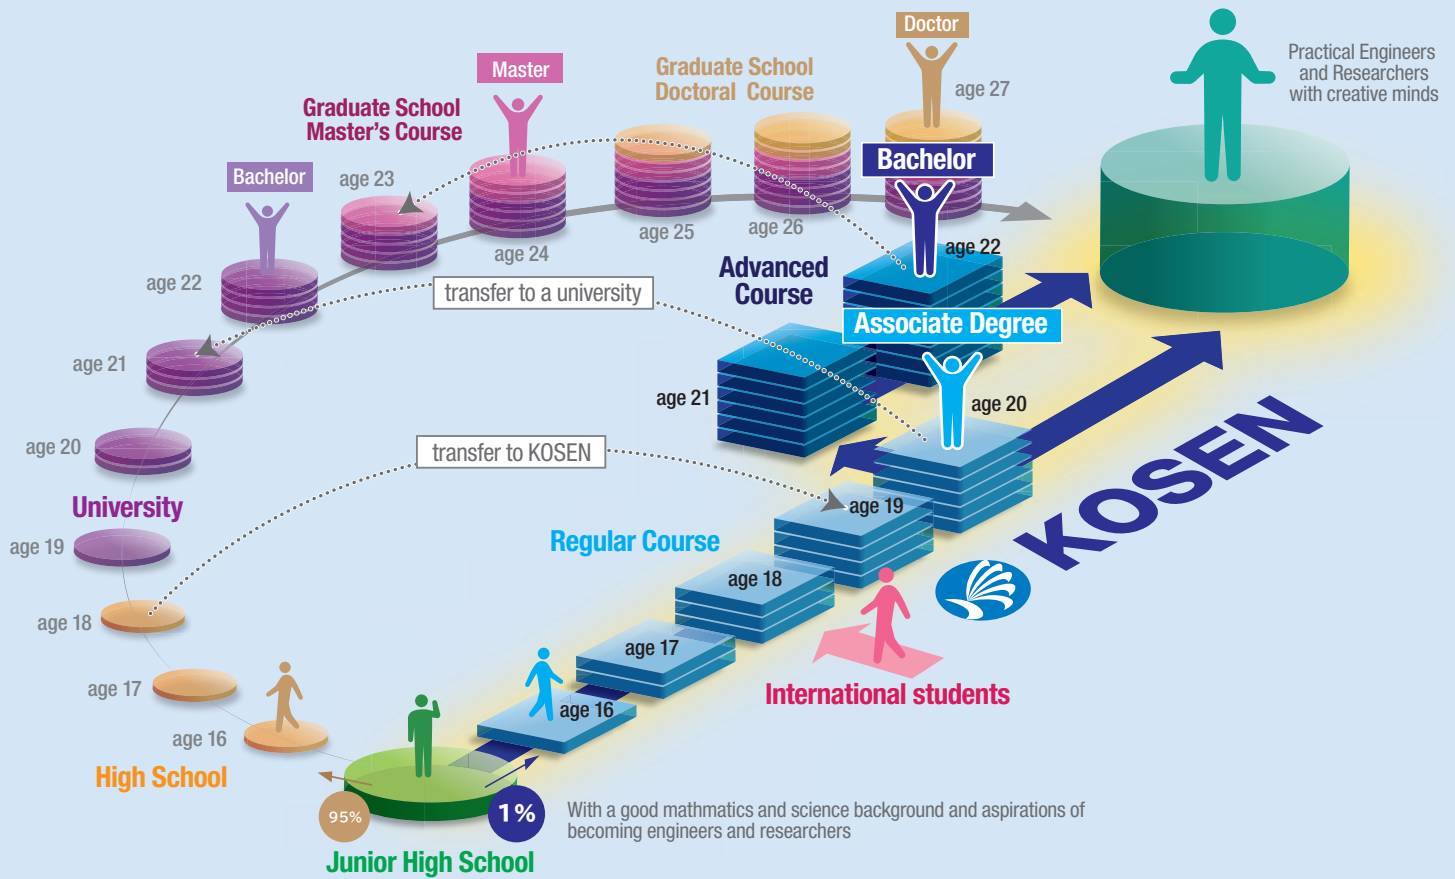 Doctor
Practical Engineers
and Researchers
with creative minds
Master
Graduate School
Doctoral Course
age 27
Graduate School
Master's Course
Bachelor
Bachelor
age 23
age 24
age 25
age 26
age 22
age 22
Advanced
Course
transfer to a university
Associate Degree
age 21
age 21
age 20
age 20
transfer to KOSEN
KOSEN
University
age 19
age 19
Regular Course
age 18
age 18
age 17
age 17
International students
age 16
age 16
High School
95%
1%
With a good mathmatics and science background and aspirations of
becoming engineers and researchers
Junior High School